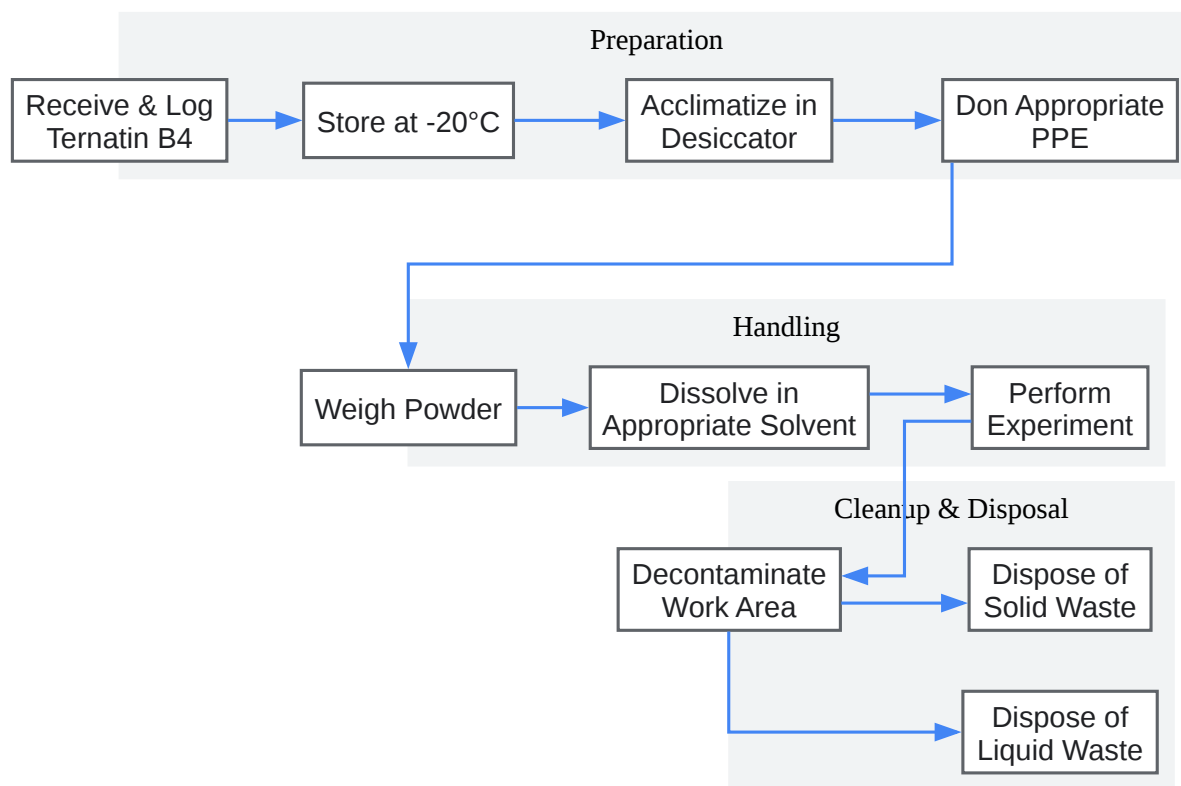 Preparation
Receive & Log
Ternatin B4
Store at -20°C
Acclimatize in
Desiccator
Don Appropriate
PPE
Handling
Weigh Powder
Dissolve in
Appropriate Solvent
Perform
Experiment
Cleanup & Disposal
Decontaminate
Work Area
Dispose of
Solid Waste
Dispose of
Liquid Waste